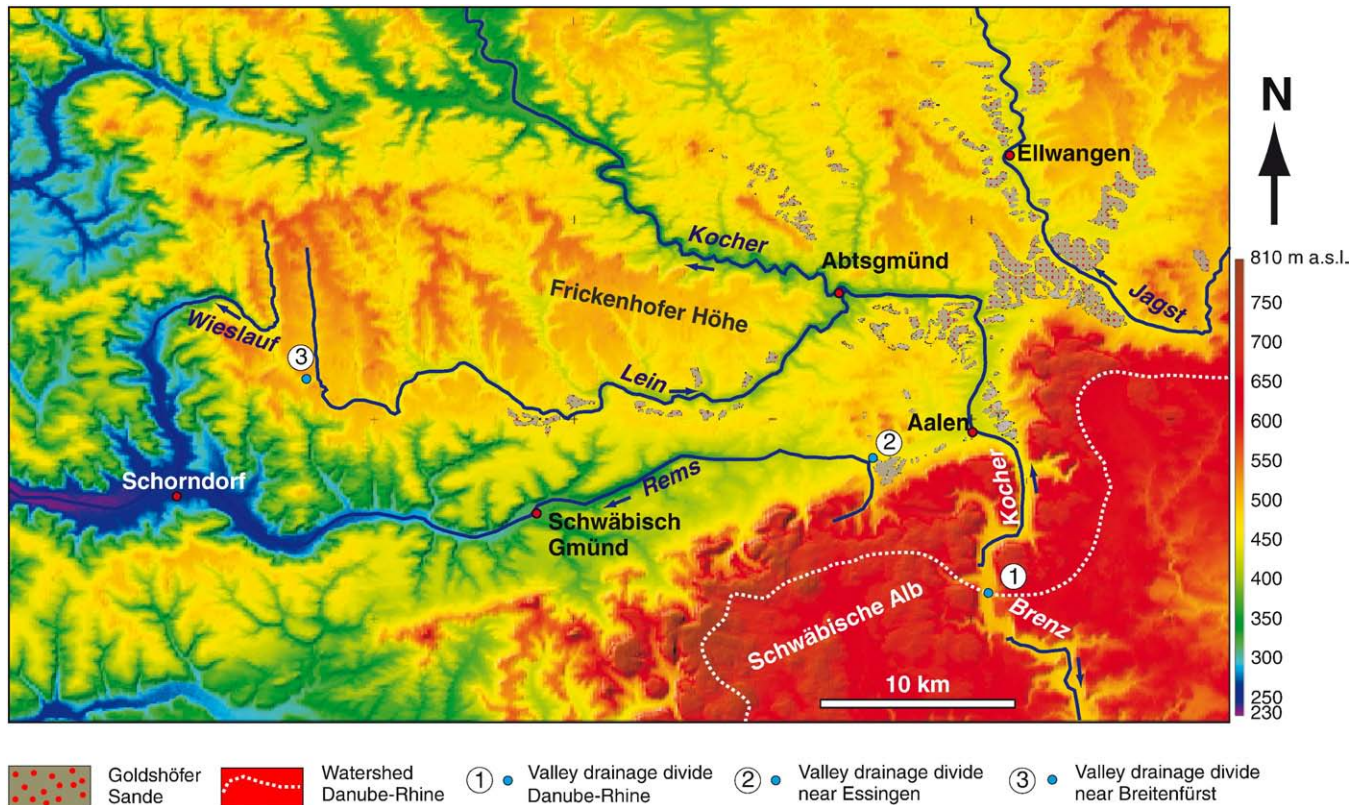 N
Ellwangen
Kocher
Abtsgmünd
810 m a.s.l.
750
700
650
600
550
500
450
400
350
300
250
230
Jagst
Frickenhofer Höhe
Wieslauf
3
Lein
Aalen
2
Schorndorf
Rems
Kocher
Schwäbisch
Gmünd
1
Brenz
Schwäbische Alb
10 km
Goldshöfer
Sande
Watershed
Danube-Rhine
1
Valley drainage divide
Danube-Rhine
2
Valley drainage divide
near Essingen
3
Valley drainage divide
near Breitenfürst